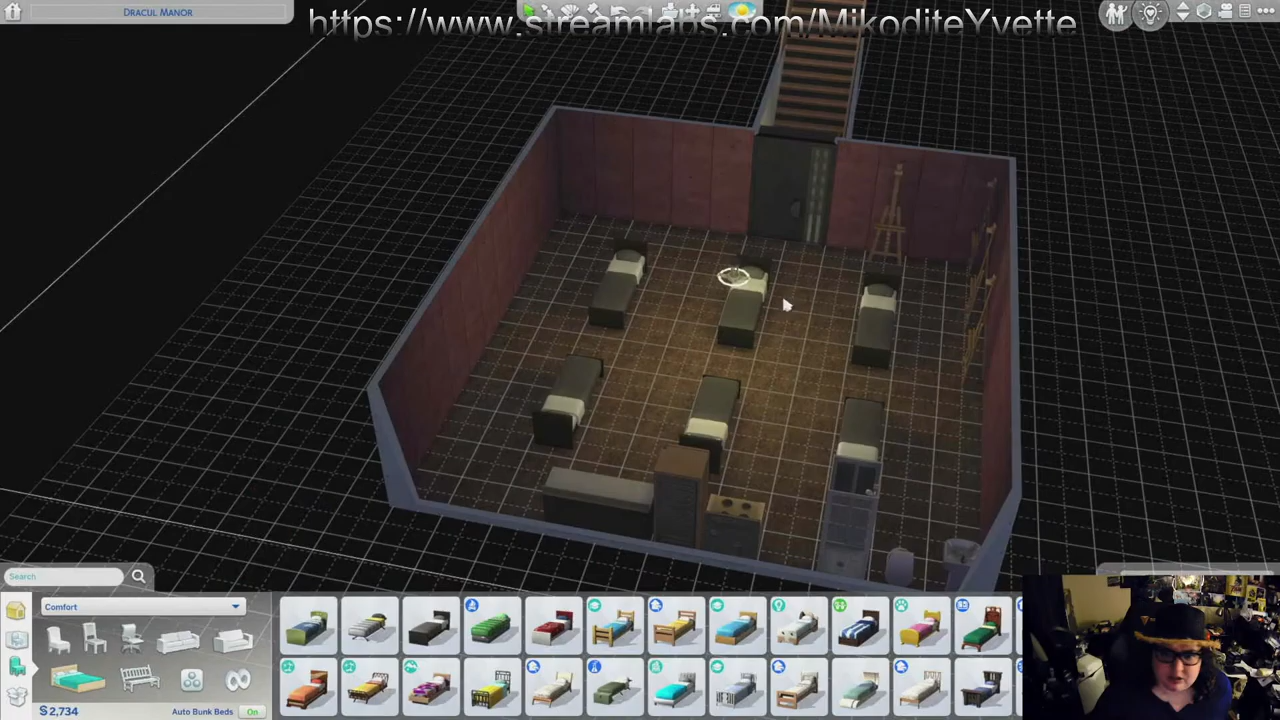 DRACUL MANOR
https://www.streamlabs.com/MikoditeYvette
Search
Comfort
§2,734
Auto Bunk Beds On